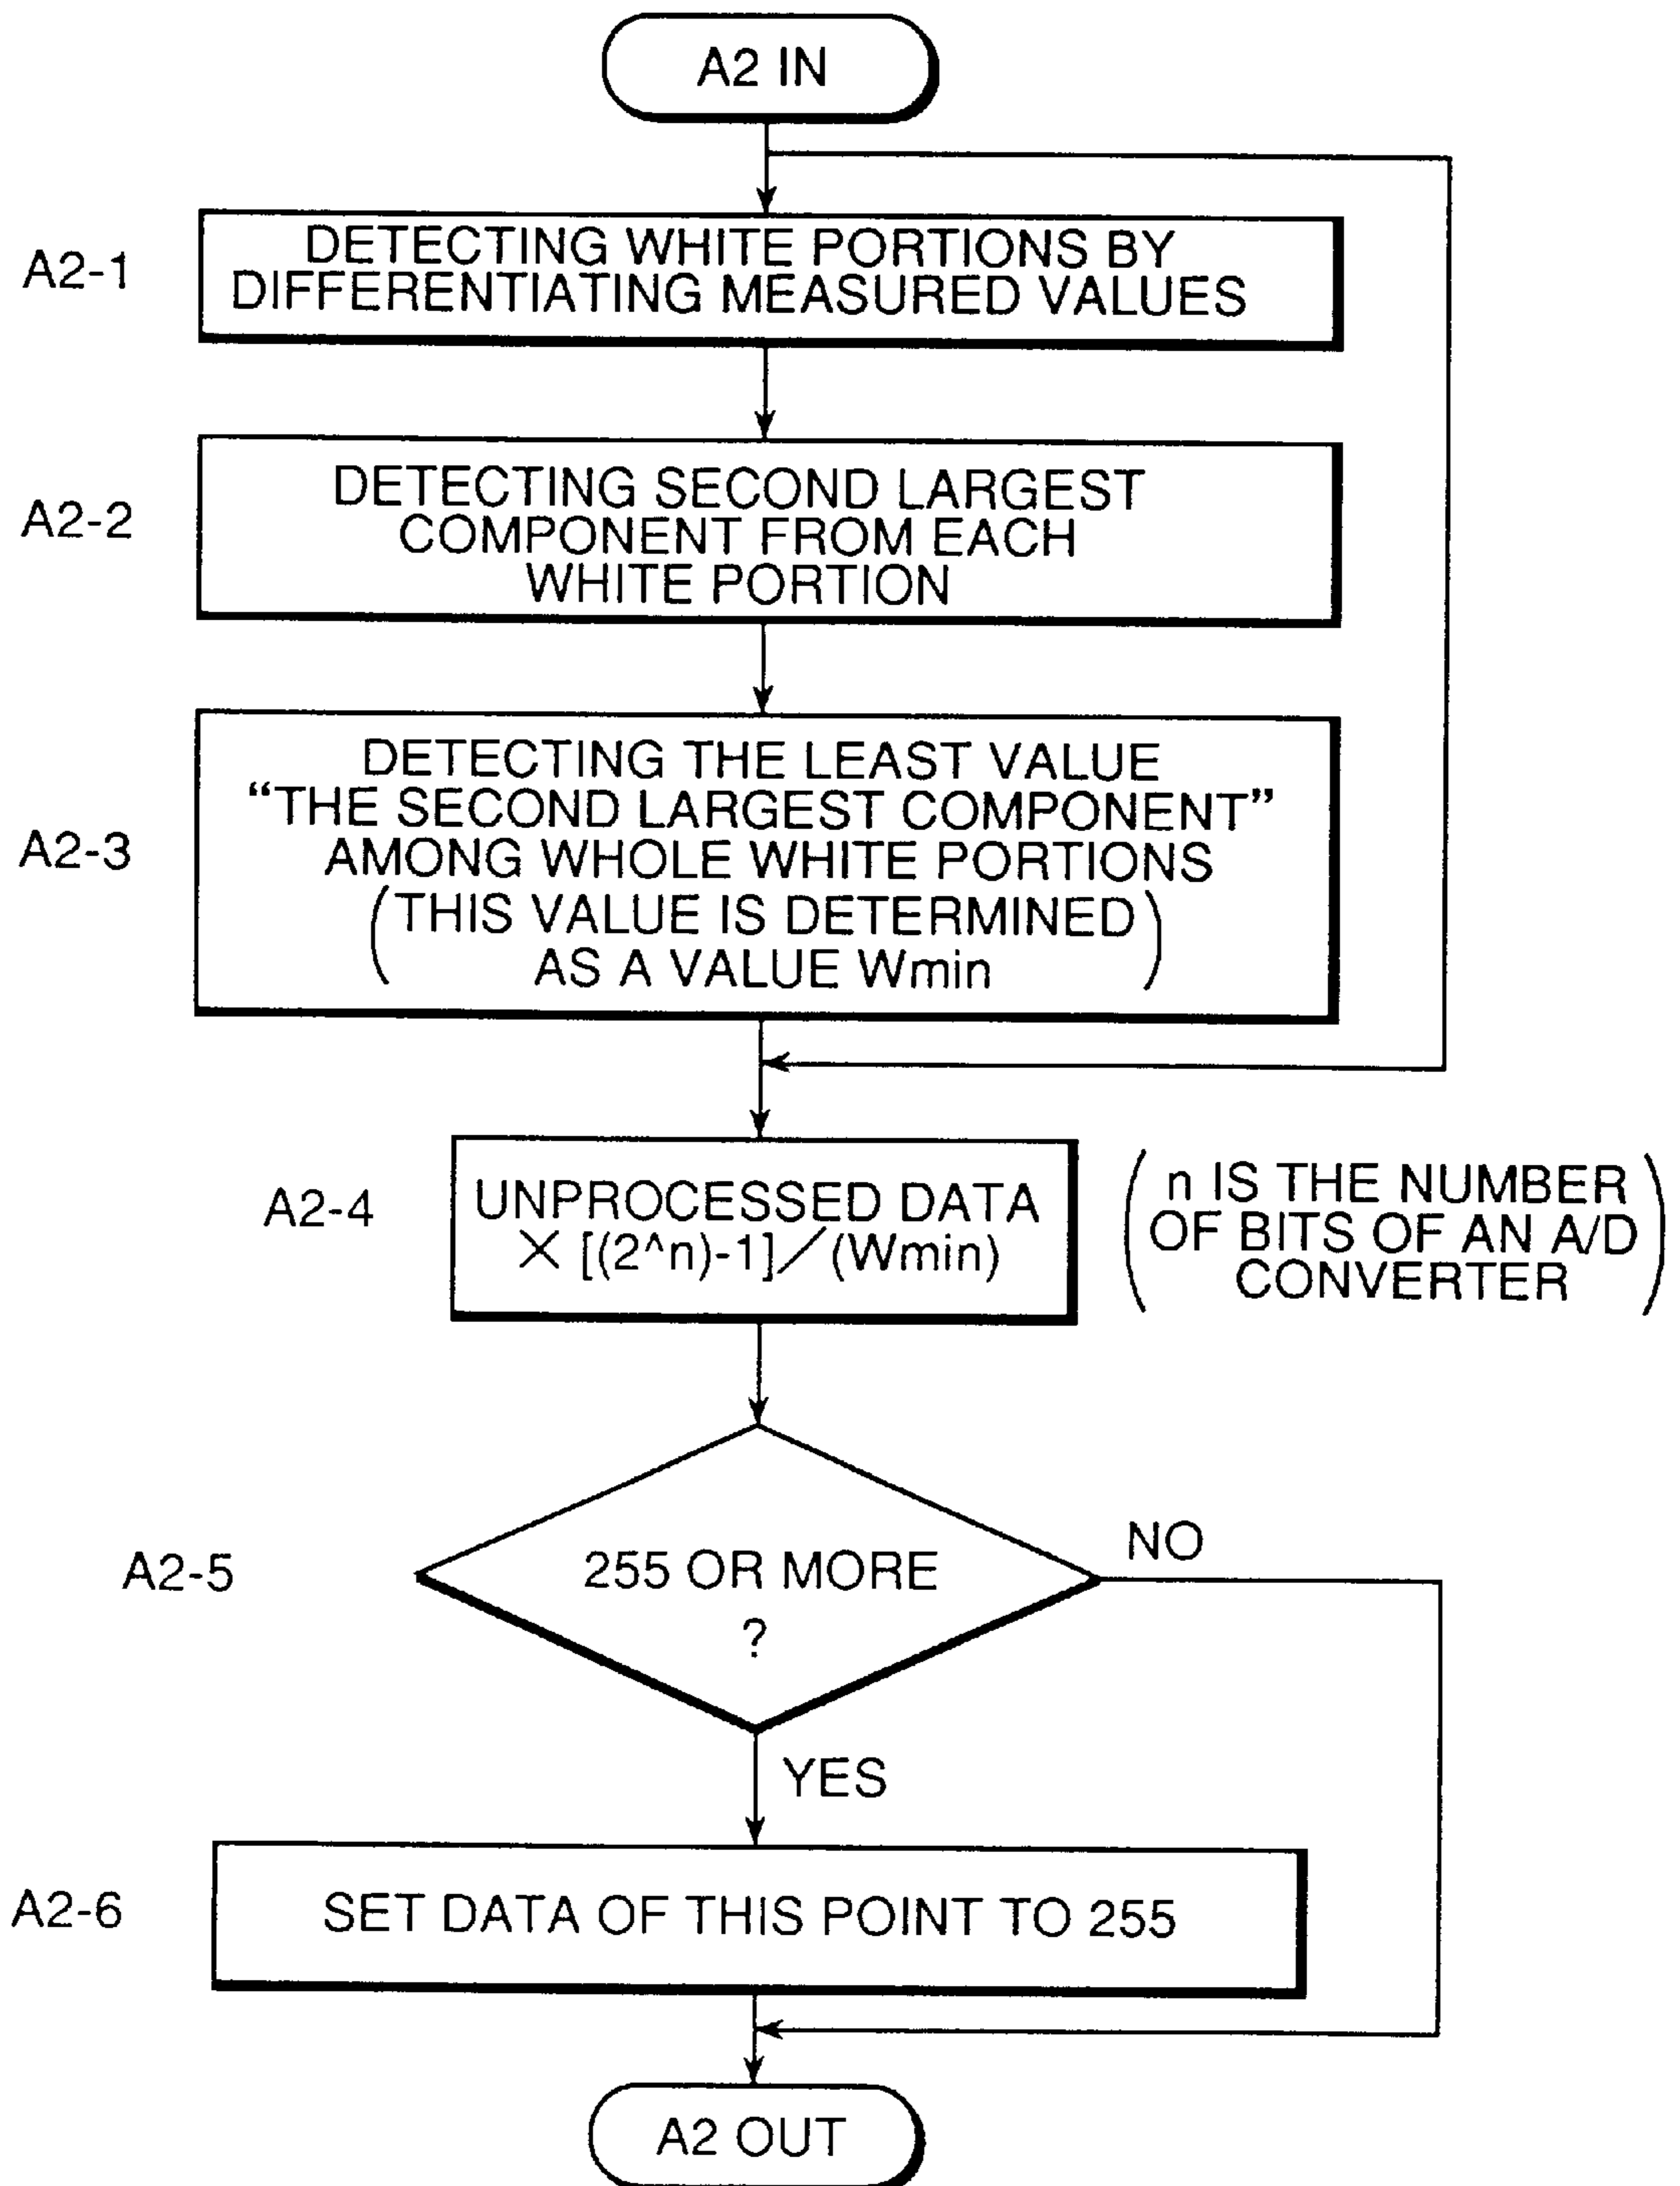 A2 IN
A2-1
DETECTING WHITE PORTIONS BY
DIFFERENTIATING MEASURED VALUES
A2-2
DETECTING SECOND LARGEST
COMPONENT FROM EACH
WHITE PORTION
A2-3
DETECTING THE LEAST VALUE
“THE SECOND LARGEST COMPONENT”
AMONG WHOLE WHITE PORTIONS
(THIS VALUE IS DETERMINED
AS A VALUE Wmin)
A2-4
UNPROCESSED DATA
× [(2^n)-1]/(Wmin)
(n IS THE NUMBER
OF BITS OF AN A/D
CONVERTER)
A2-5
255 OR MORE
?
NO
YES
A2-6
SET DATA OF THIS POINT TO 255
A2 OUT